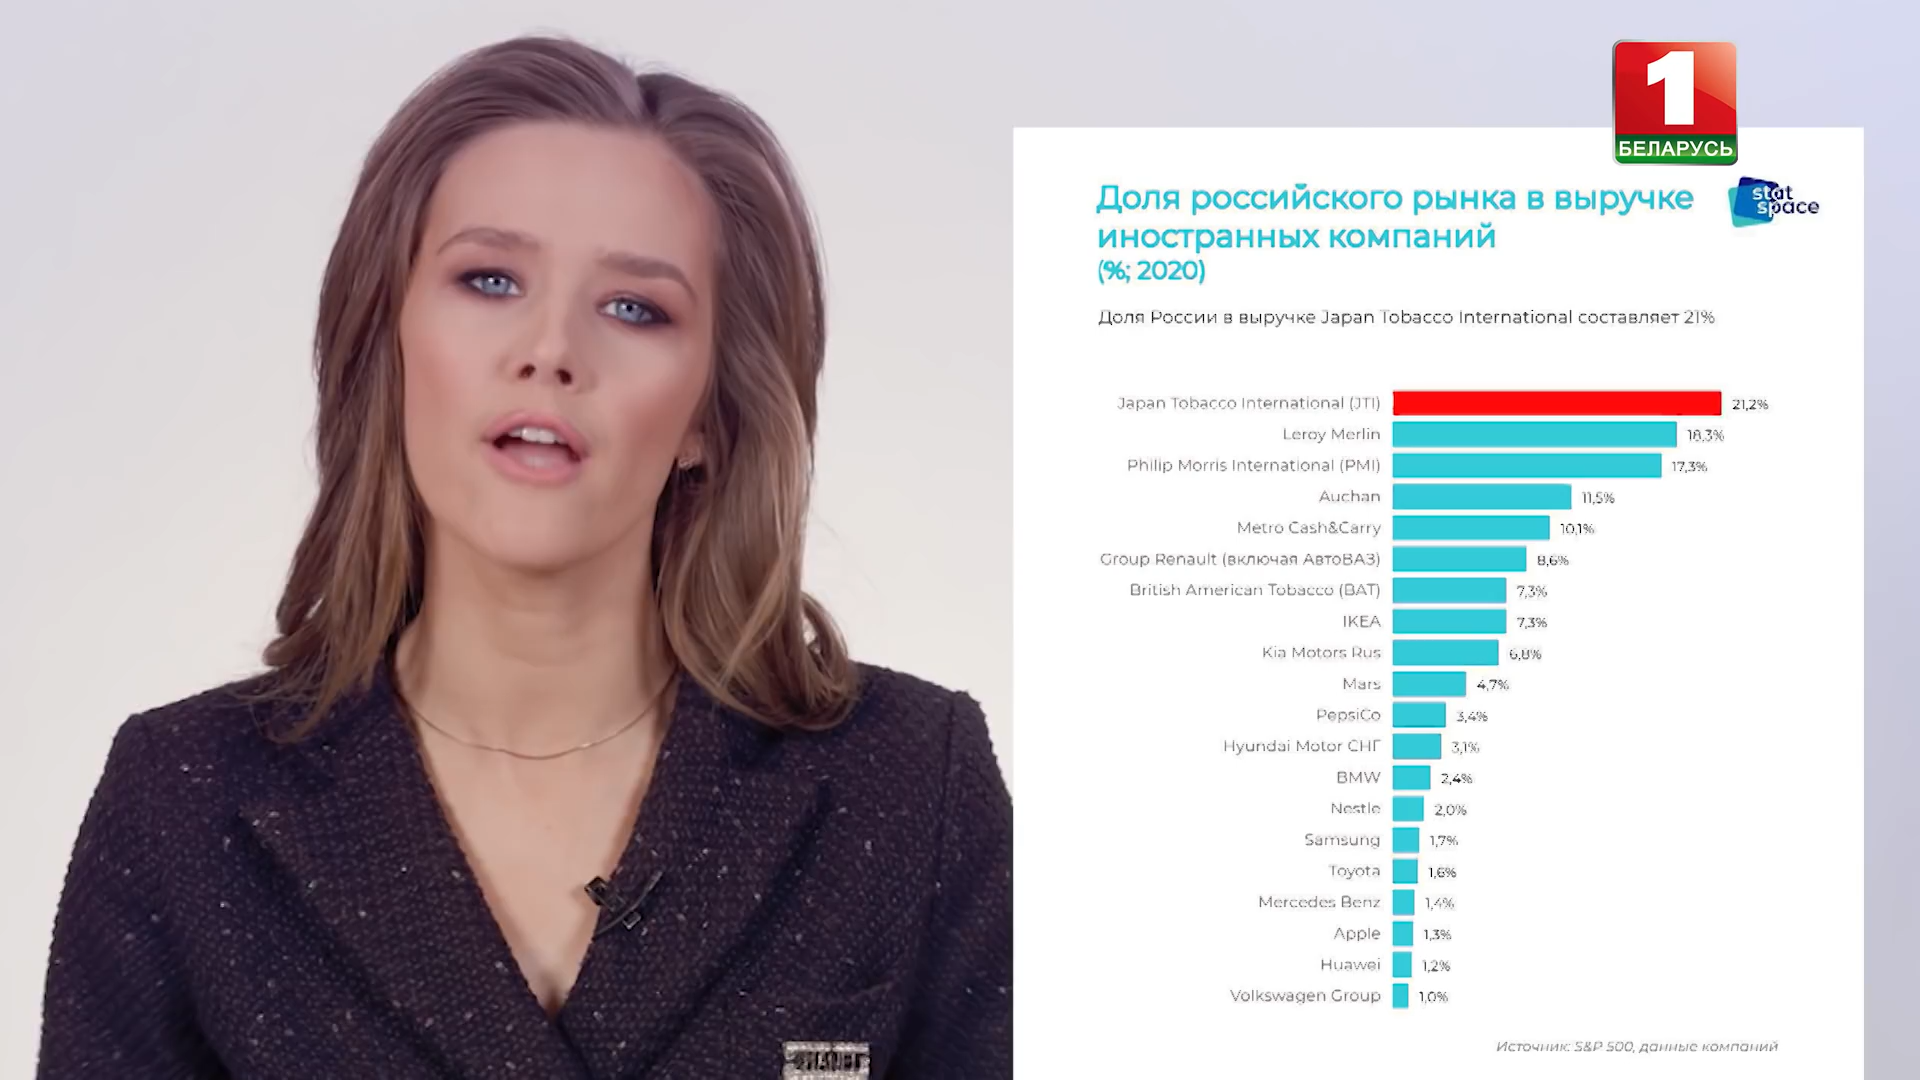 1
БЕЛАРУСЬ
Доля российского рынка в выручке
иностранных компаний
(%; 2020)
stat
space
Доля России в выручке Japan Tobacco International составляет 21%
Japan Tobacco International (JTI) 21,2%
Leroy Merlin 18,3%
Philip Morris International (PMI) 17,3%
Auchan 11,5%
Metro Cash&Carry 10,1%
Group Renault (включая АвтоВАЗ) 8,6%
British American Tobacco (BAT) 7,3%
IKEA 7,3%
Kia Motors Rus 6,8%
Mars 4,7%
PepsiCo 3,4%
Hyundai Motor СНГ 3,1%
BMW 2,4%
Nestle 2,0%
Samsung 1,7%
Toyota 1,6%
Mercedes Benz 1,4%
Apple 1,3%
Huawei 1,2%
Volkswagen Group 1,0%
Источник: S&P 500, данные компаний